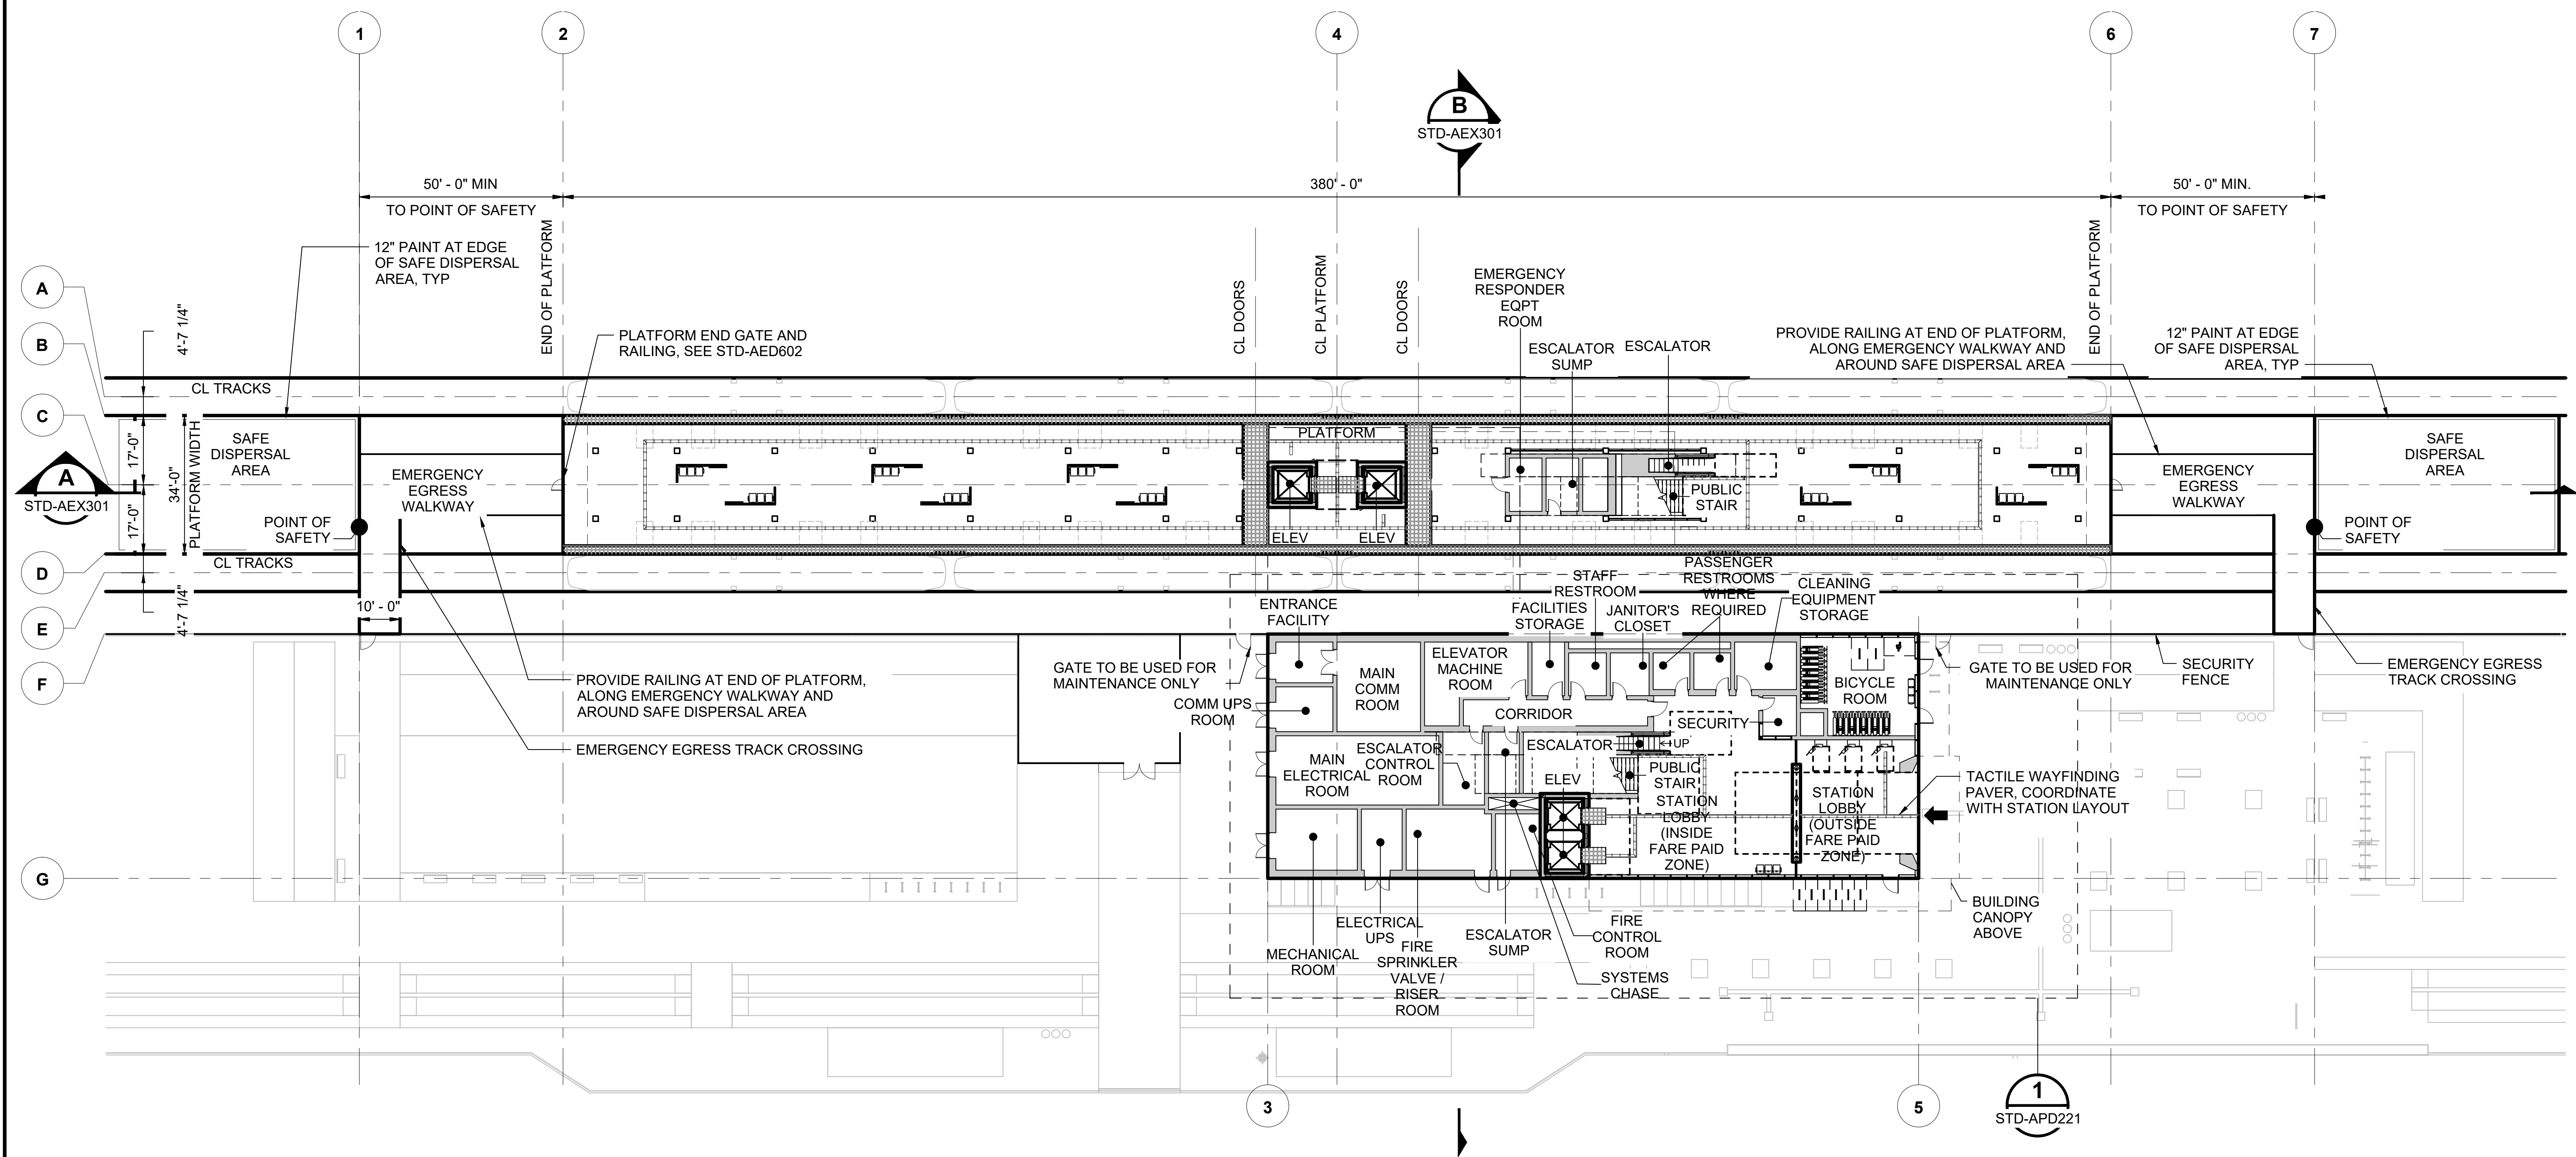 1
2
4
6
7
B
STD-AEX301
50' - 0" MIN
TO POINT OF SAFETY
380' - 0"
50' - 0" MIN.
TO POINT OF SAFETY
12" PAINT AT EDGE
OF SAFE DISPERSAL
AREA, TYP
END OF PLATFORM
PLATFORM END GATE AND
RAILING, SEE STD-AED602
CL DOORS
CL PLATFORM
CL DOORS
EMERGENCY
RESPONDER
EQPT
ROOM
ESCALATOR
SUMP
ESCALATOR
PROVIDE RAILING AT END OF PLATFORM,
ALONG EMERGENCY WALKWAY AND
AROUND SAFE DISPERSAL AREA
END OF PLATFORM
12" PAINT AT EDGE
OF SAFE DISPERSAL
AREA, TYP
A
B
C
D
E
F
G
4'-7 1/4"
17'-0"
17'-0"
34'-0"
PLATFORM WIDTH
4'-7 1/4"
CL TRACKS
SAFE
DISPERSAL
AREA
A
STD-AEX301
POINT OF
SAFETY
EMERGENCY
EGRESS
WALKWAY
PLATFORM
ELEV
ELEV
PUBLIC
STAIR
EMERGENCY
EGRESS
WALKWAY
SAFE
DISPERSAL
AREA
POINT OF
SAFETY
CL TRACKS
10' - 0"
PROVIDE RAILING AT END OF PLATFORM,
ALONG EMERGENCY WALKWAY AND
AROUND SAFE DISPERSAL AREA
EMERGENCY EGRESS TRACK CROSSING
GATE TO BE USED FOR
MAINTENANCE ONLY
ENTRANCE
FACILITY
COMM UPS
ROOM
MAIN
COMM
ROOM
ELEVATOR
MACHINE
ROOM
FACILITIES
STORAGE
STAFF
RESTROOM
JANITOR'S
CLOSET
PASSENGER
RESTROOMS
WHERE
REQUIRED
CLEANING
EQUIPMENT
STORAGE
CORRIDOR
SECURITY
BICYCLE
ROOM
GATE TO BE USED FOR
MAINTENANCE ONLY
SECURITY
FENCE
EMERGENCY EGRESS
TRACK CROSSING
MAIN
ELECTRICAL
ROOM
ESCALATOR
CONTROL
ROOM
ESCALATOR
UP
PUBLIC
STAIR
ELEV
STATION
LOBBY
(INSIDE
FARE PAID
ZONE)
STATION
LOBBY
(OUTSIDE
FARE PAID
ZONE)
TACTILE WAYFINDING
PAVER, COORDINATE
WITH STATION LAYOUT
MECHANICAL
ROOM
ELECTRICAL
UPS
FIRE
SPRINKLER
VALVE /
RISER
ROOM
ESCALATOR
SUMP
FIRE
CONTROL
ROOM
SYSTEMS
CHASE
BUILDING
CANOPY
ABOVE
3
5
1
STD-APD221